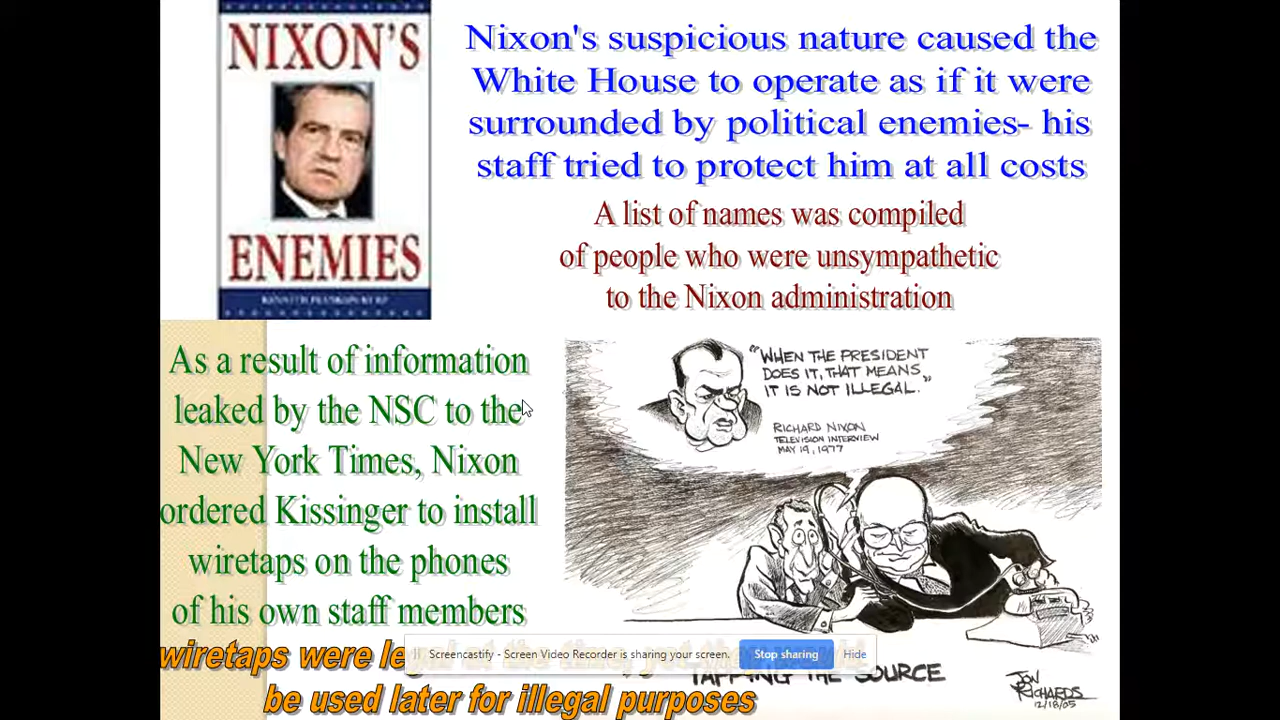 NIXON'S
ENEMIES
Nixon's suspicious nature caused the
White House to operate as if it were
surrounded by political enemies- his
staff tried to protect him at all costs
A list of names was compiled
of people who were unsympathetic
to the Nixon administration
As a result of information
leaked by the NSC to the
New York Times, Nixon
ordered Kissinger to install
wiretaps on the phones
of his own staff members
wiretaps were
be used later for illegal purposes
"WHEN THE PRESIDENT
DOES IT, THAT MEANS
IT IS NOT ILLEGAL."
RICHARD NIXON
TELEVISION INTERVIEW
MAY 19, 1977
Screencastify - Screen Video Recorder is sharing your screen.
Stop sharing
Hide
TAPPING THE SOURCE
JON
RICHARDS
12/18/05